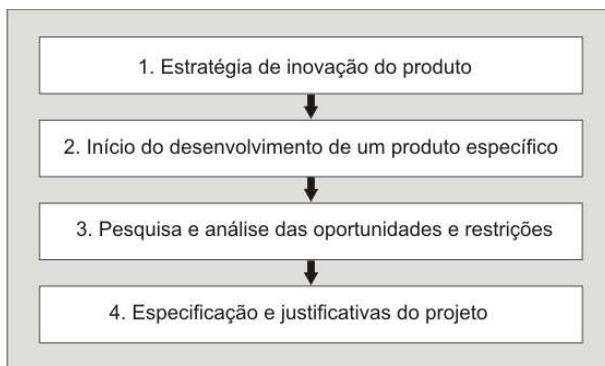 1. Estratégia de inovação do produto
2. Início do desenvolvimento de um produto específico
3. Pesquisa e análise das oportunidades e restrições
4. Especificação e justificativas do projeto